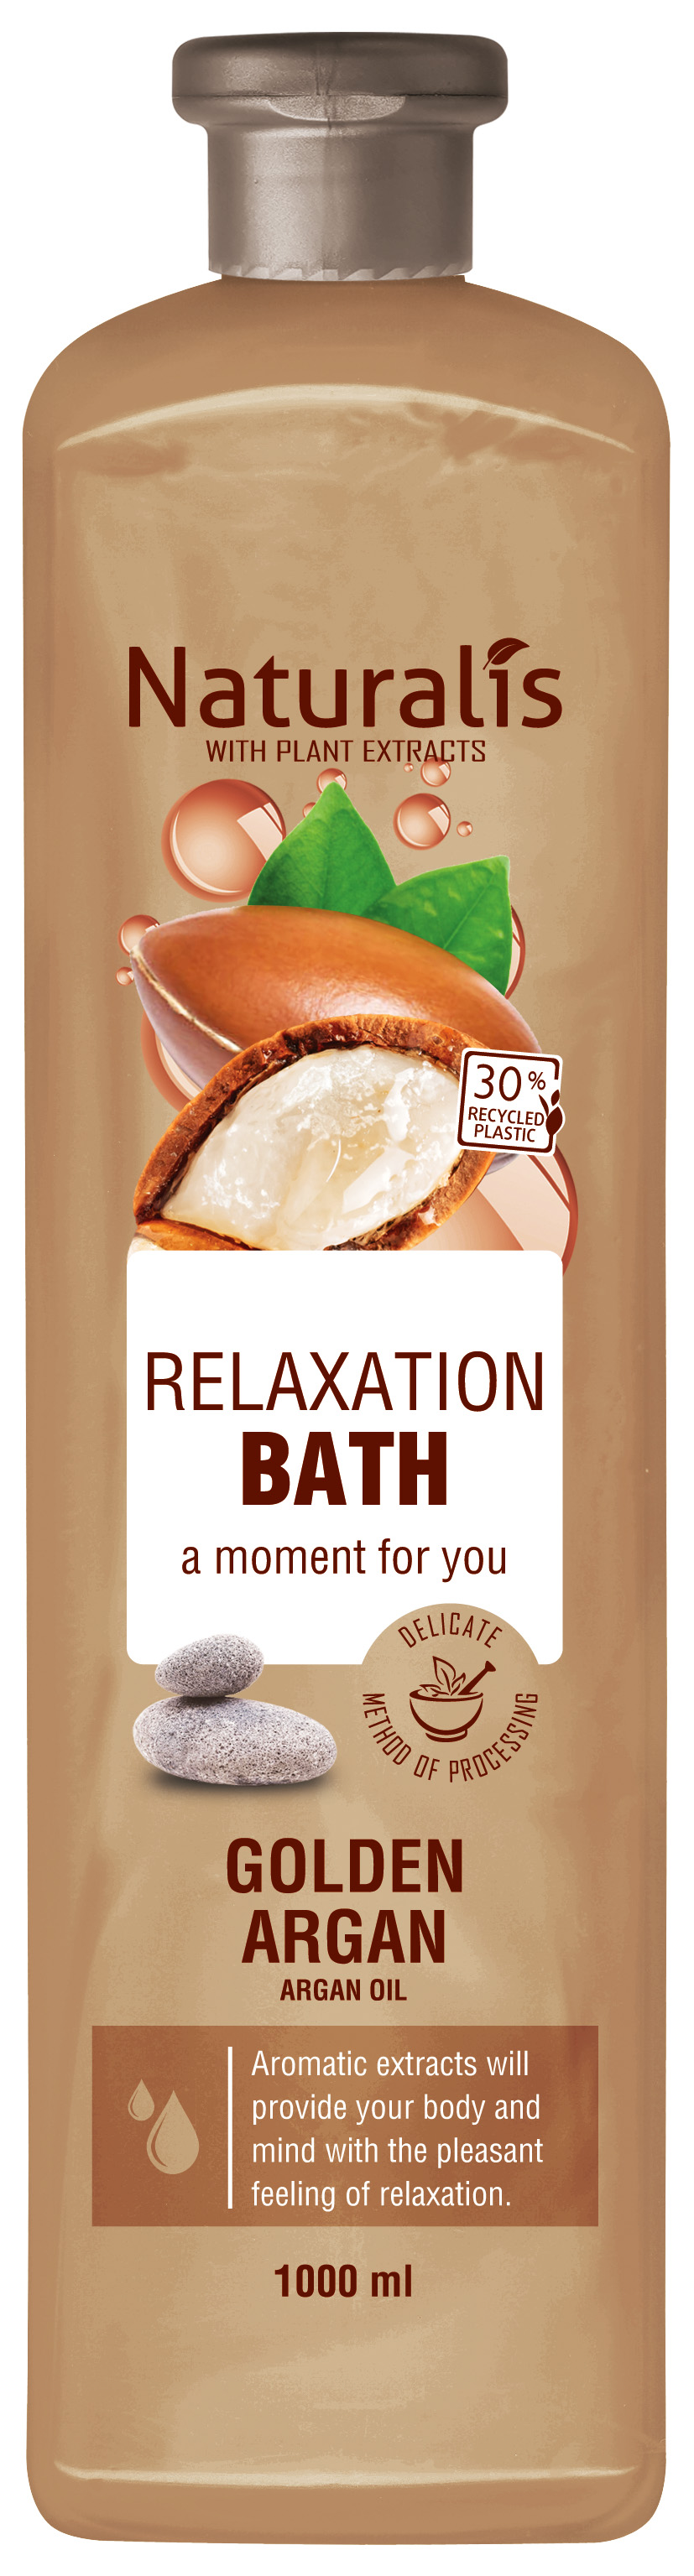 Naturalis
WITH PLANT EXTRACTS
30%
RECYCLED
PLASTIC
RELAXATION
BATH
a moment for you
DELICATE
METHOD OF PROCESSING
GOLDEN
ARGAN
ARGAN OIL
Aromatic extracts will
provide your body and
mind with the pleasant
feeling of relaxation.
1000 ml